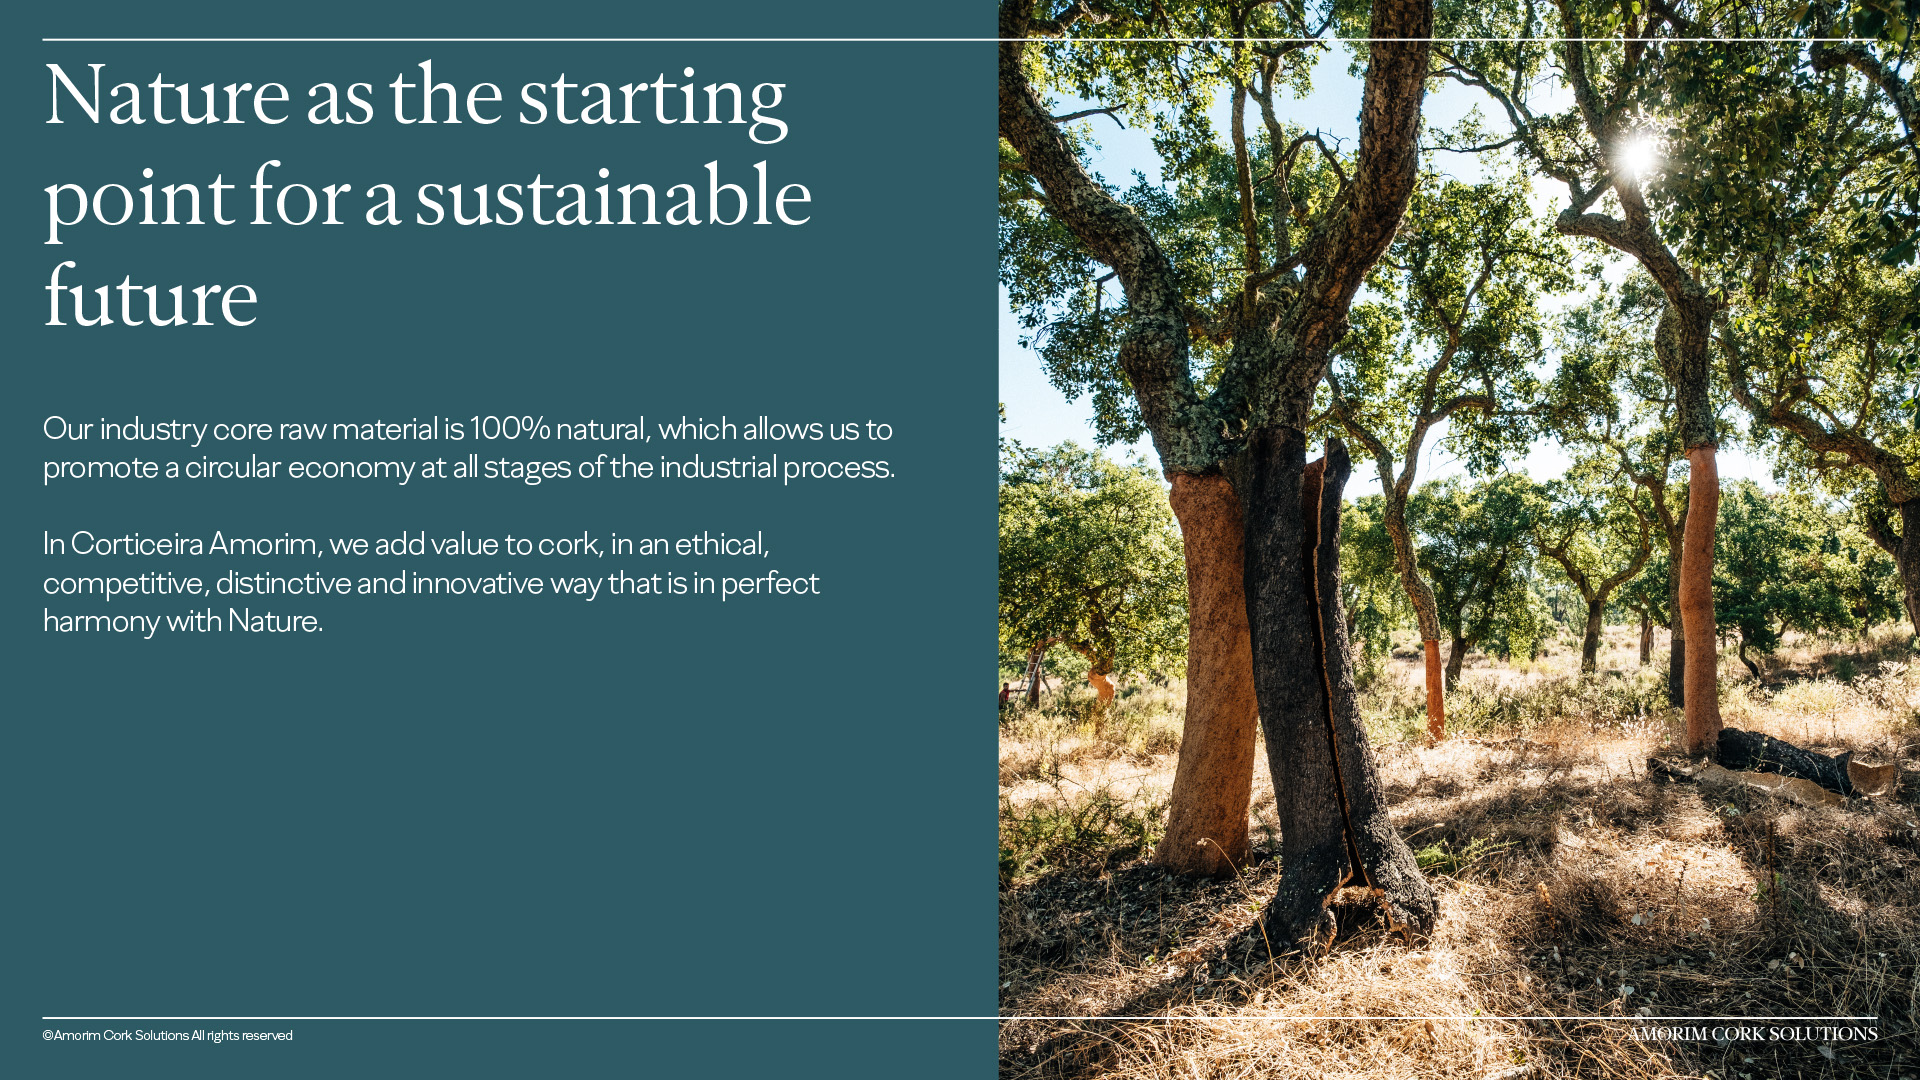 Nature as the starting
point for a sustainable
future
Our industry core raw material is 100% natural, which allows us to
promote a circular economy at all stages of the industrial process.
In Corticeira Amorim, we add value to cork, in an ethical,
competitive, distinctive and innovative way that is in perfect
harmony with Nature.
©Amorim Cork Solutions All rights reserved
AMORIM CORK SOLUTIONS